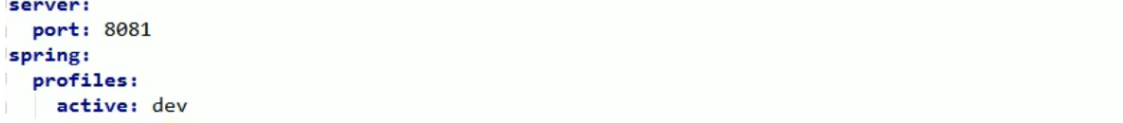 server:
  port: 8081
spring:
  profiles:
    active: dev